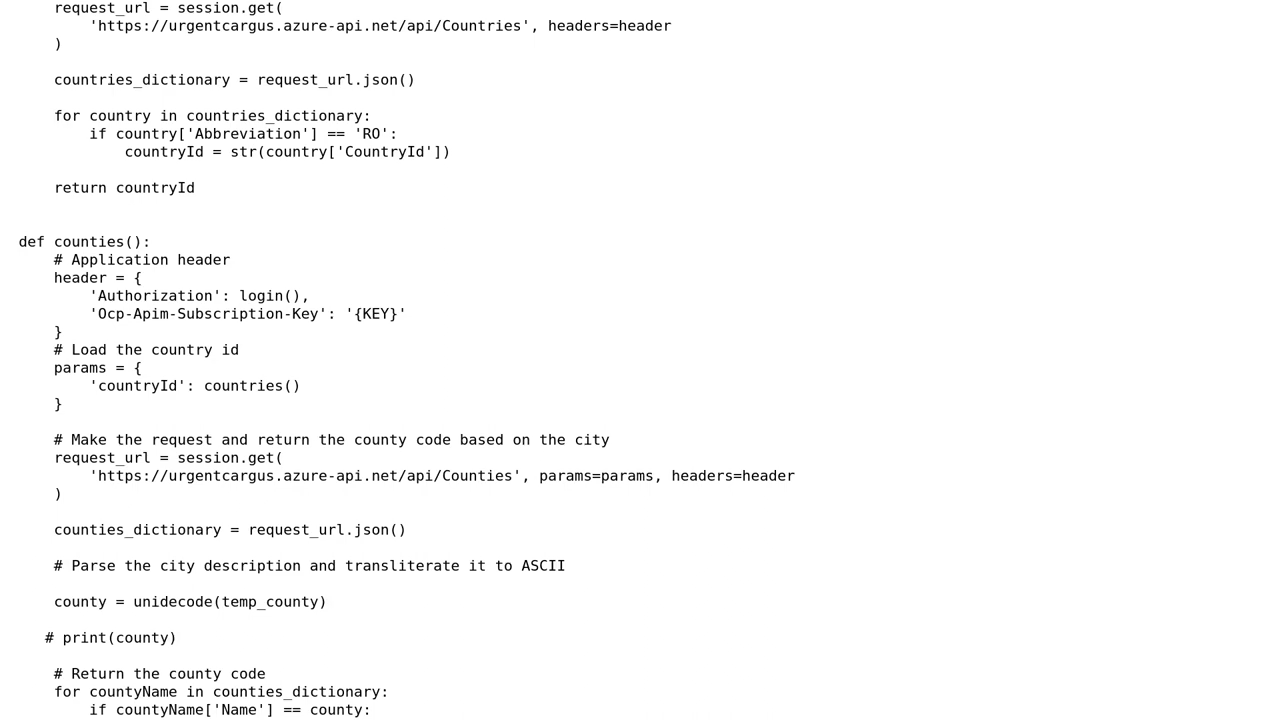 request_url = session.get(
'https://urgentcargus.azure-api.net/api/Countries', headers=header
)
countries_dictionary = request_url.json()
for country in countries_dictionary:
if country['Abbreviation'] == 'RO':
countryId = str(country['CountryId'])
return countryId
def counties():
# Application header
header = {
'Authorization': login(),
'Ocp-Apim-Subscription-Key': '{KEY}'
}
# Load the country id
params = {
'countryId': countries()
}
# Make the request and return the county code based on the city
request_url = session.get(
'https://urgentcargus.azure-api.net/api/Counties', params=params, headers=header
)
counties_dictionary = request_url.json()
# Parse the city description and transliterate it to ASCII
county = unidecode(temp_county)
# print(county)
# Return the county code
for countyName in counties_dictionary:
if countyName['Name'] == county: